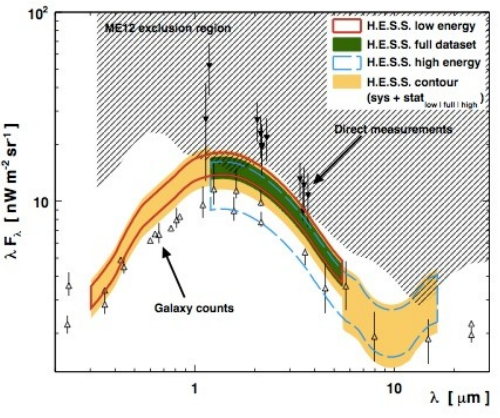 10²
ME12 exclusion region
H.E.S.S. low energy
H.E.S.S. full dataset
H.E.S.S. high energy
H.E.S.S. contour
(sys + stat low | full | high)
Direct measurements
λ Fλ [ nW m⁻² sr⁻¹ ]
10
Galaxy counts
1
10
λ [ μm]